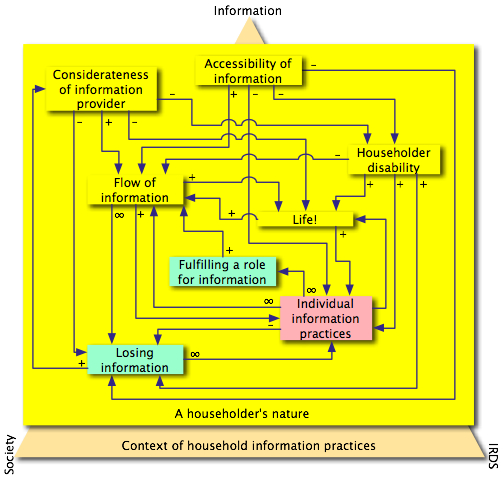 Information
Considerateness
of information
provider
Accessibility of
information
−
+
−
−
−
−
+
−
Householder
disability
−
+
+
+
Flow of
information
+
+
∞
+
Life!
+
+
Fulfilling a role
for information
∞
∞
Individual
information
practices
−
Losing
information
+
∞
A householder's nature
Context of household information practices
Society
IRDS